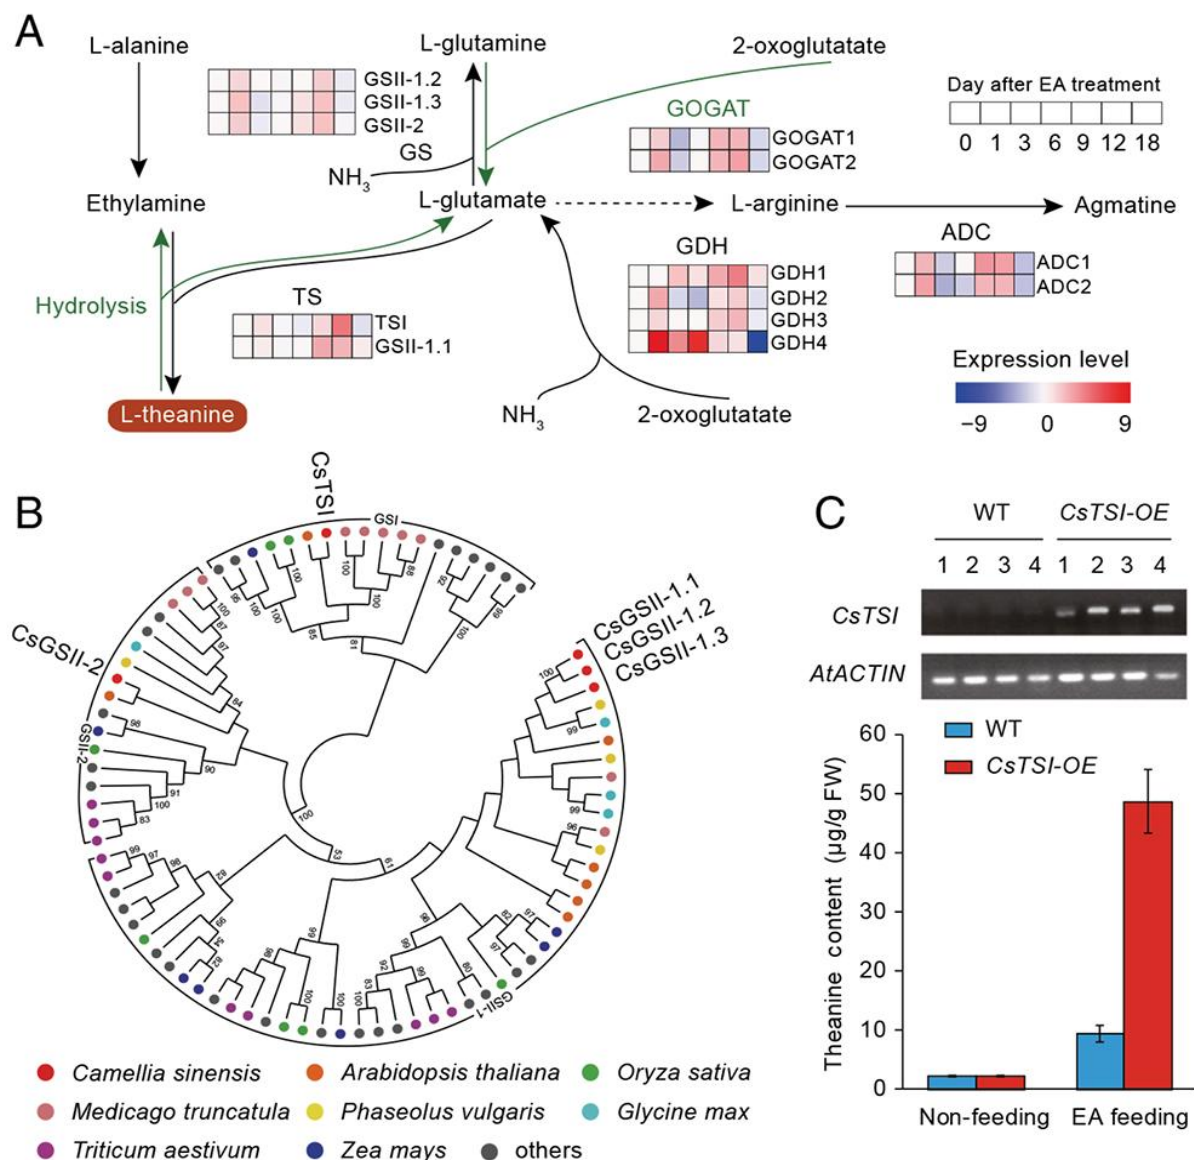 A
L-alanine
L-glutamine
2-oxoglutatate
GSII-1.2
GSII-1.3
GSII-2
GS
NH3
GOGAT
GOGAT1
GOGAT2
Day after EA treatment
0 1 3 6 9 12 18
Ethylamine
L-glutamate
L-arginine
Agmatine
Hydrolysis
TS
TSI
GSII-1.1
GDH
GDH1
GDH2
GDH3
GDH4
ADC
ADC1
ADC2
L-theanine
NH3
2-oxoglutatate
Expression level
−9 0 9
B
CsTSI
GSI
CsGSII-1.1
CsGSII-1.2
CsGSII-1.3
CsGSII-2
GSII-2
GSII-1
Camellia sinensis
Arabidopsis thaliana
Oryza sativa
Medicago truncatula
Phaseolus vulgaris
Glycine max
Triticum aestivum
Zea mays
others
C
WT CsTSI-OE
1 2 3 4 1 2 3 4
CsTSI
AtACTIN
WT
CsTSI-OE
Theanine content (µg/g FW)
60
50
40
30
20
10
0
Non-feeding EA feeding